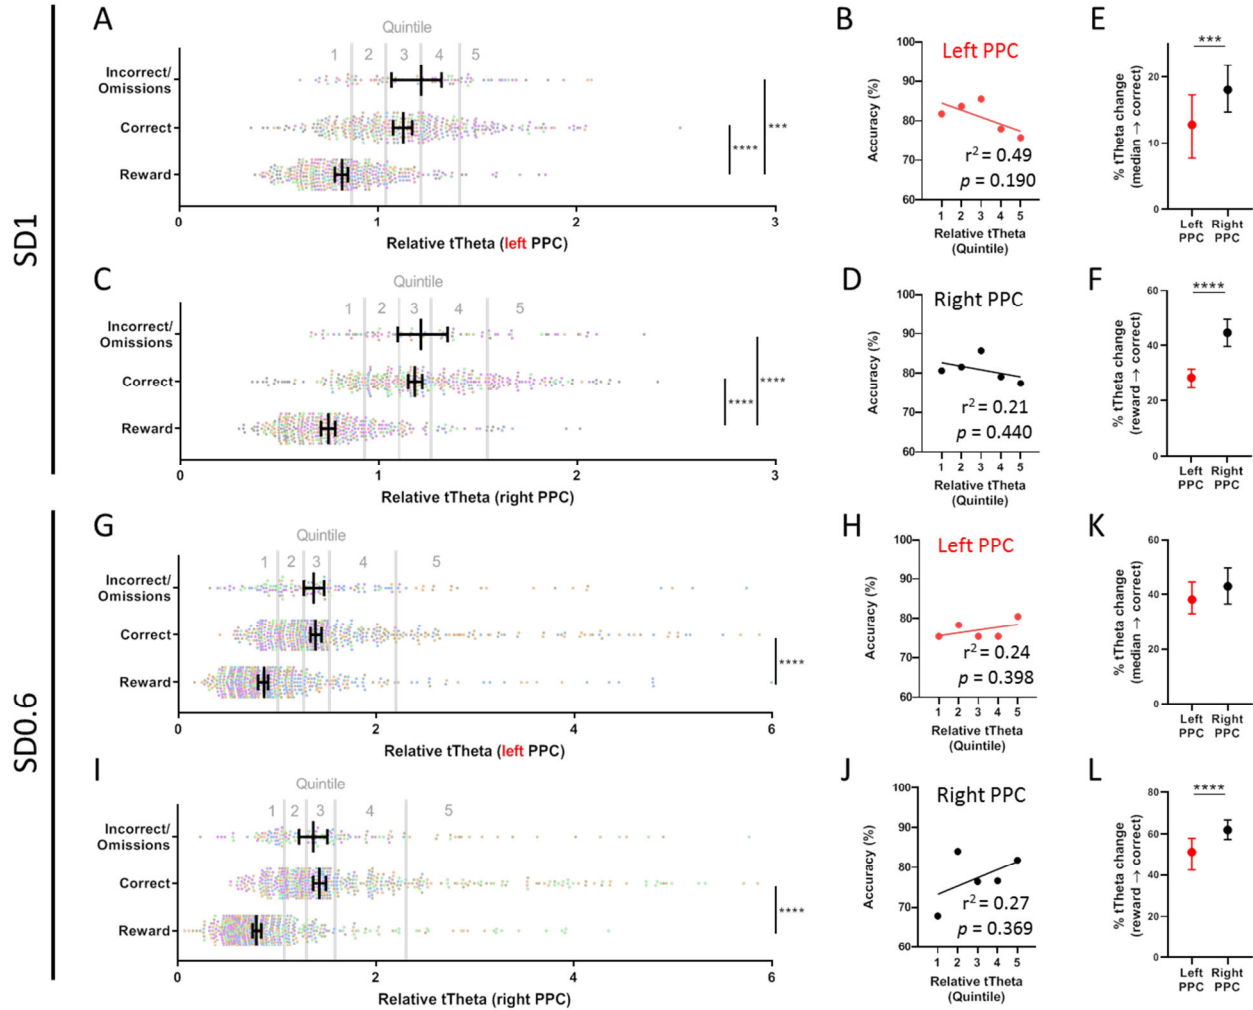 SD1
A
Quintile
1 2 3 4 5
Incorrect/
Omissions
Correct
Reward
****
***
0 1 2 3
Relative tTheta (left PPC)
B
Left PPC
Accuracy (%)
100
90
80
70
60
r² = 0.49
p = 0.190
1 2 3 4 5
Relative tTheta
(Quintile)
E
***
% tTheta change
(median → correct)
20
10
0
Left
PPC
Right
PPC
C
Quintile
1 2 3 4 5
Incorrect/
Omissions
Correct
Reward
****
****
0 1 2 3
Relative tTheta (right PPC)
D
Right PPC
Accuracy (%)
100
90
80
70
60
r² = 0.21
p = 0.440
1 2 3 4 5
Relative tTheta
(Quintile)
F
****
% tTheta change
(reward → correct)
60
40
20
0
Left
PPC
Right
PPC
SD0.6
G
Quintile
1 2 3 4 5
Incorrect/
Omissions
Correct
Reward
****
0 2 4 6
Relative tTheta (left PPC)
H
Left PPC
Accuracy (%)
100
90
80
70
60
r² = 0.24
p = 0.398
1 2 3 4 5
Relative tTheta
(Quintile)
K
% tTheta change
(median → correct)
60
40
20
0
Left
PPC
Right
PPC
I
Quintile
1 2 3 4 5
Incorrect/
Omissions
Correct
Reward
****
0 2 4 6
Relative tTheta (right PPC)
J
Right PPC
Accuracy (%)
100
90
80
70
60
r² = 0.27
p = 0.369
1 2 3 4 5
Relative tTheta
(Quintile)
L
****
% tTheta change
(reward → correct)
80
60
40
20
0
Left
PPC
Right
PPC